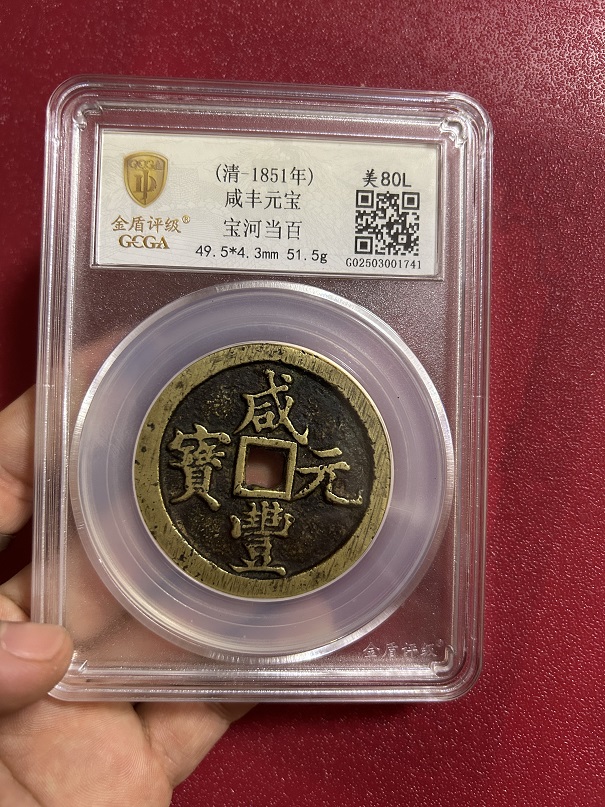 GCGA
金盾评级®
GCGA
(清-1851年)
咸丰元宝
宝河当百
49.5*4.3mm 51.5g
美80L
G02503001741
咸
寶 元
豐
金盾评级